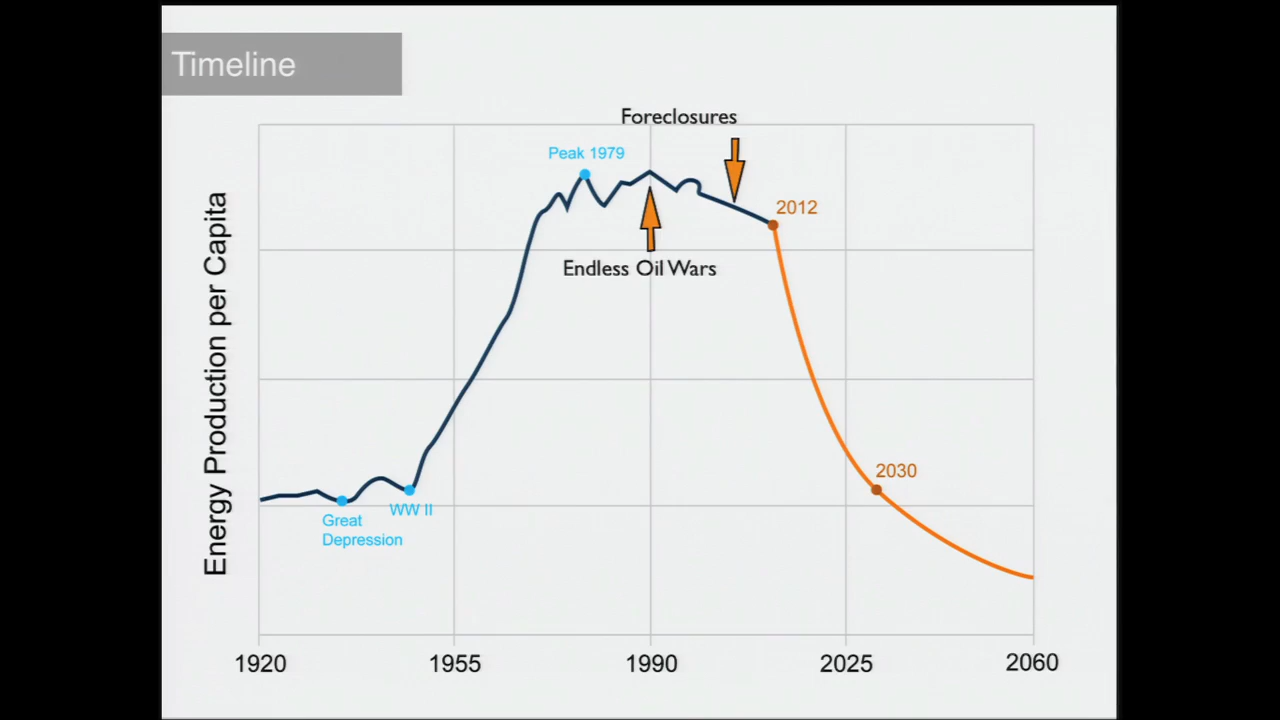 Timeline
Foreclosures
Peak 1979
2012
Endless Oil Wars
Energy Production per Capita
2030
WW II
Great
Depression
1920
1955
1990
2025
2060